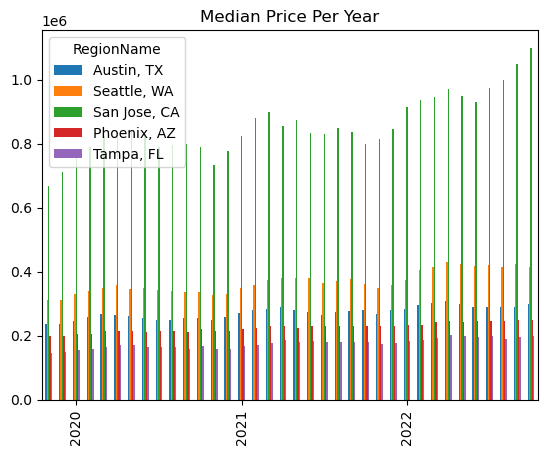 Median Price Per Year
1e6
RegionName
Austin, TX
Seattle, WA
San Jose, CA
Phoenix, AZ
Tampa, FL
1.0
0.8
0.6
0.4
0.2
0.0
2020
2021
2022